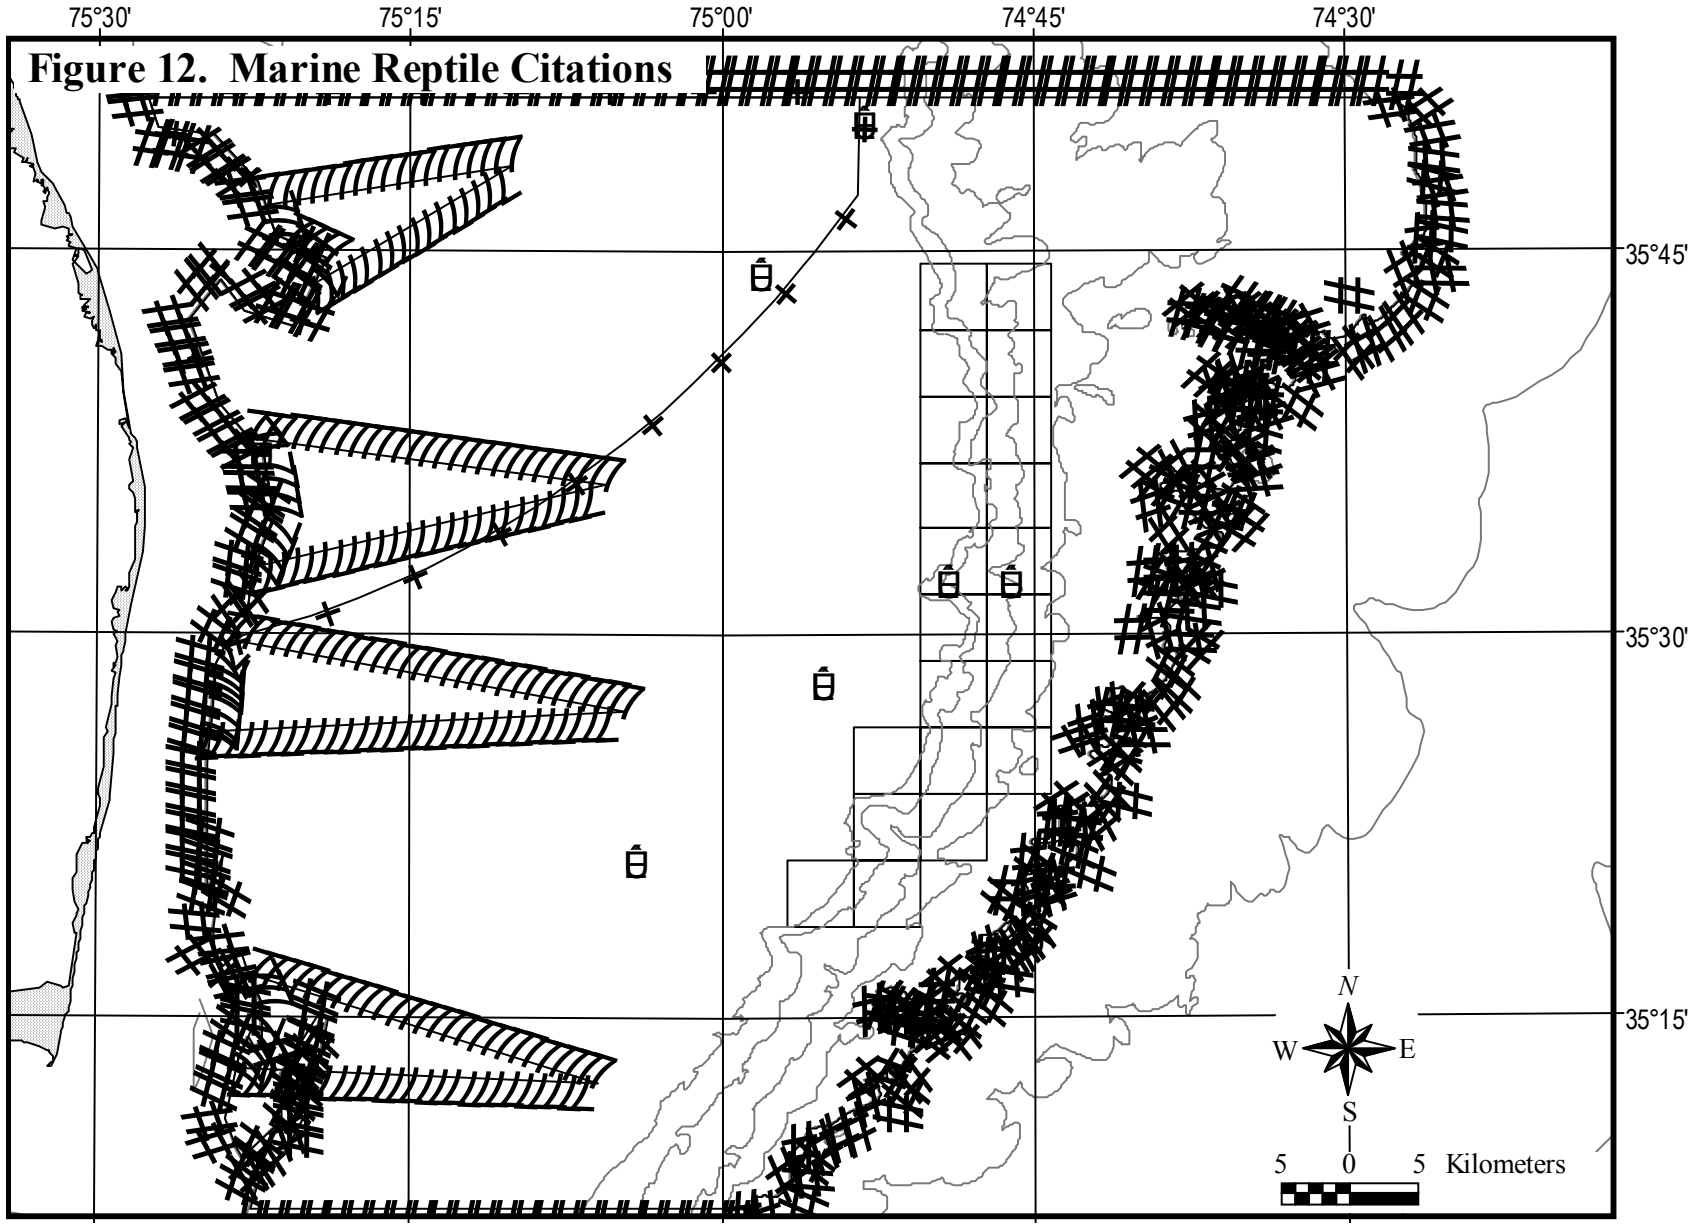 75°30' 75°15' 75°00' 74°45' 74°30'
Figure 12. Marine Reptile Citations
35°45'
35°30'
35°15'
N
W E
S
5 0 5 Kilometers